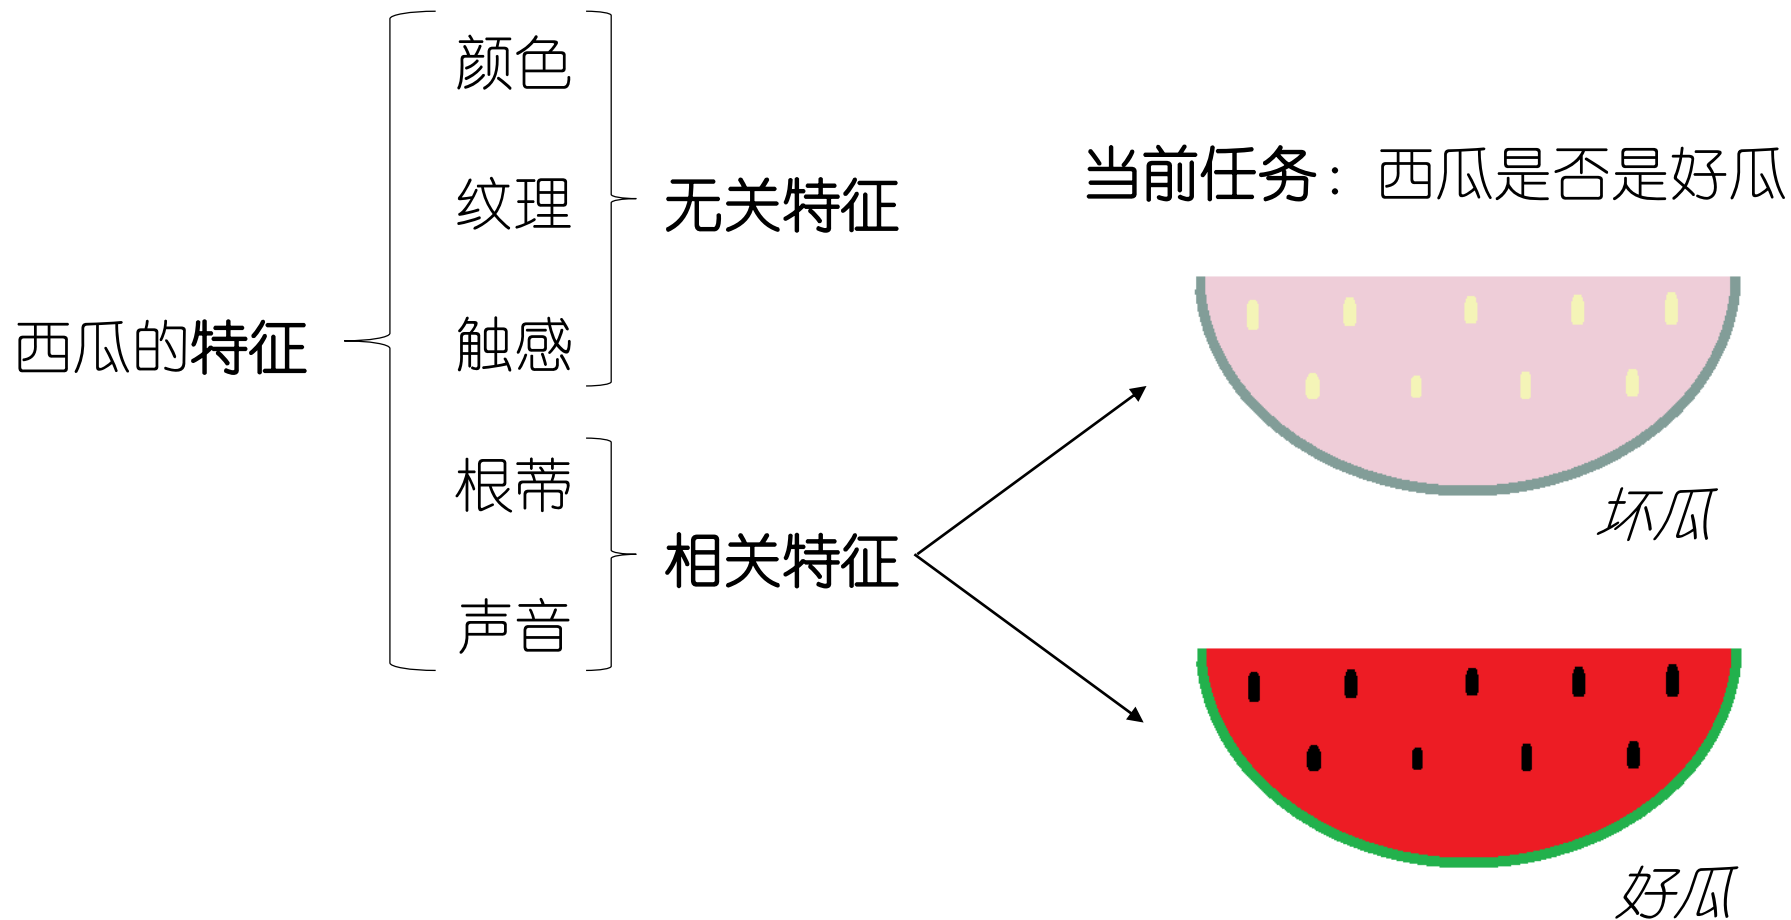 西瓜的特征
颜色
纹理
触感
根蒂
声音
无关特征
相关特征
当前任务：西瓜是否是好瓜
坏瓜
好瓜